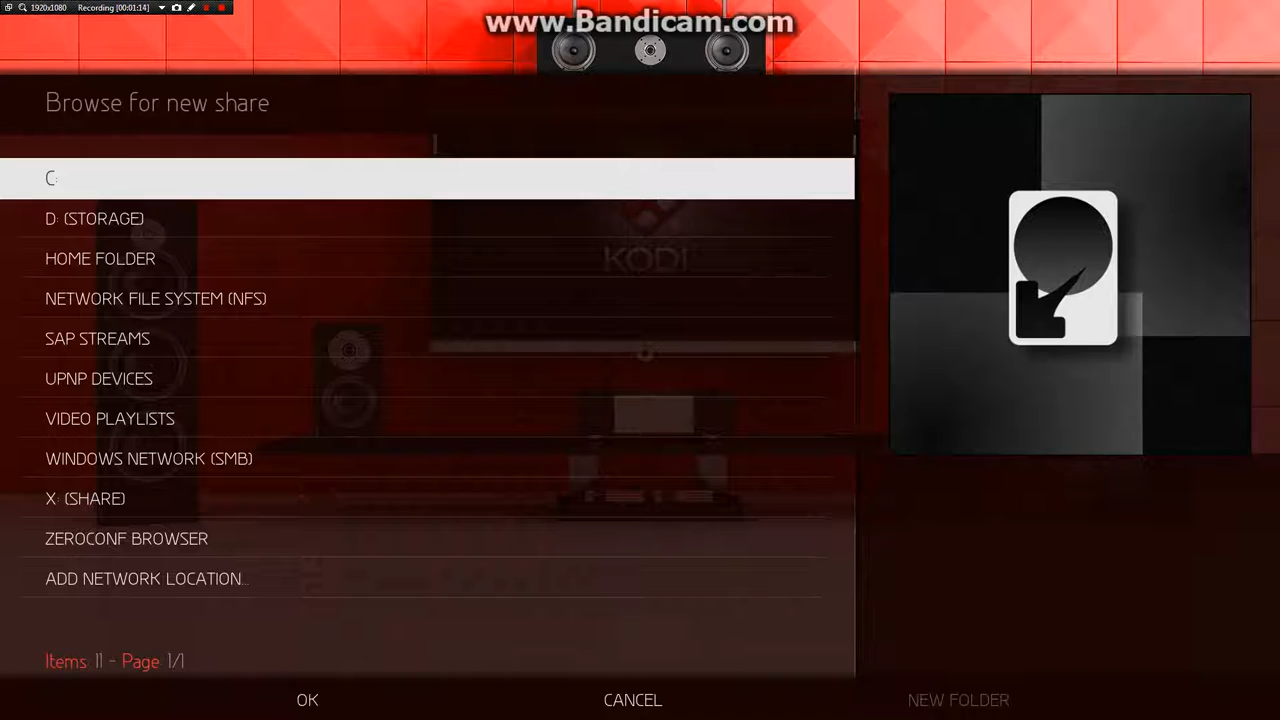 1920x1080 Recording [00:01:14]
www.Bandicam.com
Browse for new share
C:
D: (STORAGE)
HOME FOLDER
NETWORK FILE SYSTEM (NFS)
KODI
SAP STREAMS
UPNP DEVICES
VIDEO PLAYLISTS
WINDOWS NETWORK (SMB)
X: (SHARE)
ZEROCONF BROWSER
ADD NETWORK LOCATION...
Items: 11 - Page: 1/1
OK CANCEL NEW FOLDER